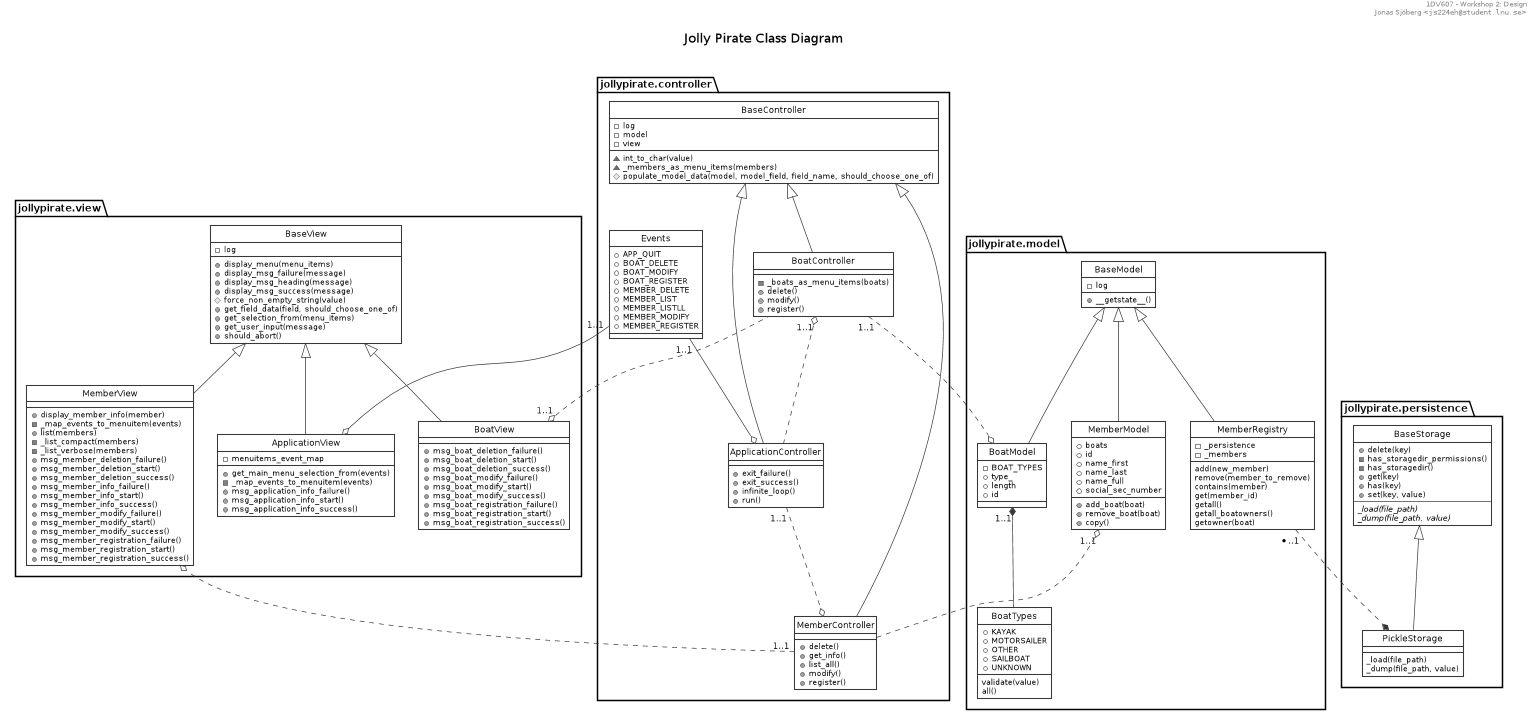 1DV607 - Workshop 2: Design
Jonas Sjöberg <js224eh@student.lnu.se>
Jolly Pirate Class Diagram
jollypirate.controller
BaseController
log
model
view
int_to_char(value)
_members_as_menu_items(members)
populate_model_data(model, model_field, field_name, should_choose_one_of)
Events
APP_QUIT
BOAT_DELETE
BOAT_MODIFY
BOAT_REGISTER
MEMBER_DELETE
MEMBER_LIST
MEMBER_LISTLL
MEMBER_MODIFY
MEMBER_REGISTER
BoatController
_boats_as_menu_items(boats)
delete()
modify()
register()
1..1
1..1
1..1
1..1
ApplicationController
exit_failure()
exit_success()
infinite_loop()
run()
1..1
MemberController
delete()
get_info()
list_all()
modify()
register()
1..1
jollypirate.view
BaseView
log
display_menu(menu_items)
display_msg_failure(message)
display_msg_heading(message)
display_msg_success(message)
force_non_empty_string(value)
get_field_data(field, should_choose_one_of)
get_selection_from(menu_items)
get_user_input(message)
should_abort()
MemberView
display_member_info(member)
_map_events_to_menuitem(events)
list(members)
_list_compact(members)
_list_verbose(members)
msg_member_deletion_failure()
msg_member_deletion_start()
msg_member_deletion_success()
msg_member_info_failure()
msg_member_info_start()
msg_member_info_success()
msg_member_modify_failure()
msg_member_modify_start()
msg_member_modify_success()
msg_member_registration_failure()
msg_member_registration_start()
msg_member_registration_success()
ApplicationView
menuitems_event_map
get_main_menu_selection_from(events)
_map_events_to_menuitem(events)
msg_application_info_failure()
msg_application_info_start()
msg_application_info_success()
1..1
BoatView
msg_boat_deletion_failure()
msg_boat_deletion_start()
msg_boat_deletion_success()
msg_boat_modify_failure()
msg_boat_modify_start()
msg_boat_modify_success()
msg_boat_registration_failure()
msg_boat_registration_start()
msg_boat_registration_success()
jollypirate.model
BaseModel
log
__getstate__()
BoatModel
BOAT_TYPES
type_
length
id
1..1
MemberModel
boats
id
name_first
name_last
name_full
social_sec_number
add_boat(boat)
remove_boat(boat)
copy()
1..1
MemberRegistry
_persistence
_members
add(new_member)
remove(member_to_remove)
contains(member)
get(member_id)
getall()
getall_boatowners()
getowner(boat)
•..1
BoatTypes
KAYAK
MOTORSAILER
OTHER
SAILBOAT
UNKNOWN
validate(value)
all()
jollypirate.persistence
BaseStorage
delete(key)
has_storagedir_permissions()
has_storagedir()
get(key)
has(key)
set(key, value)
_load(file_path)
_dump(file_path, value)
PickleStorage
_load(file_path)
_dump(file_path, value)